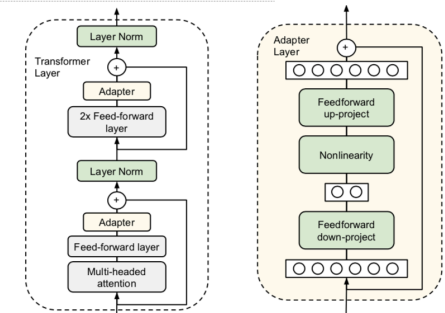 Layer Norm
Transformer
Layer
+
Adapter
2x Feed-forward
layer
Layer Norm
+
Adapter
Feed-forward layer
Multi-headed
attention
Adapter
Layer
+
Feedforward
up-project
Nonlinearity
Feedforward
down-project